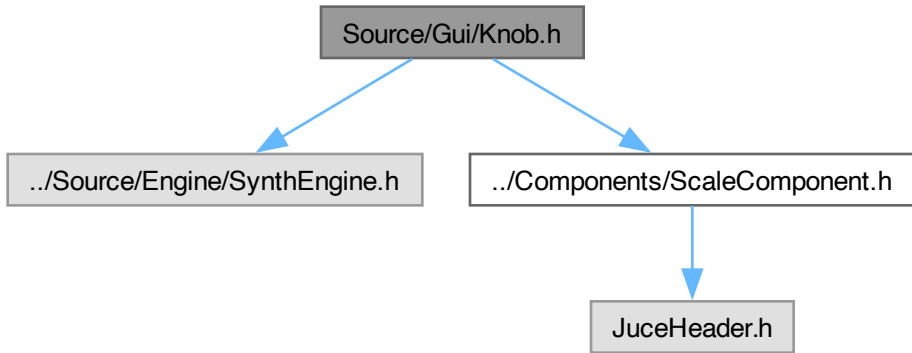 Source/Gui/Knob.h
../Source/Engine/SynthEngine.h
../Components/ScaleComponent.h
JuceHeader.h